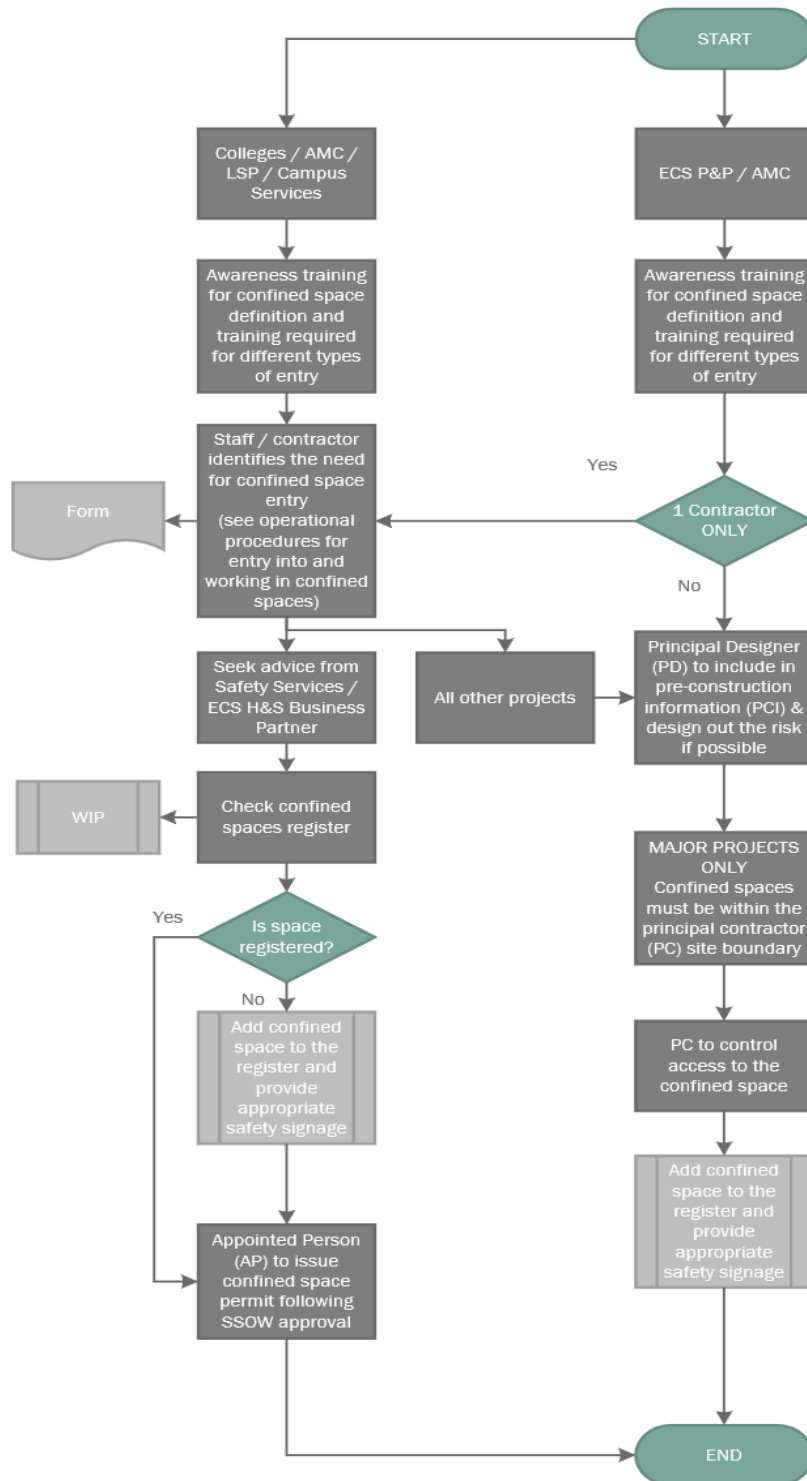 START
Colleges / AMC /
LSP / Campus
Services
ECS P&P / AMC
Awareness training
for confined space
definition and
training required
for different types
of entry
Awareness training
for confined space
definition and
training required
for different types
of entry
Staff / contractor
identifies the need
for confined space
entry
(see operational
procedures for
entry into and
working in confined
spaces)
Form
Yes
1 Contractor
ONLY
No
Seek advice from
Safety Services /
ECS H&S Business
Partner
All other projects
Principal Designer
(PD) to include in
pre-construction
information (PCI) &
design out the risk
if possible
WIP
Check confined
spaces register
MAJOR PROJECTS
ONLY
Confined spaces
must be within the
principal contractor
(PC) site boundary
Yes
Is space
registered?
No
Add confined
space to the
register and
provide
appropriate
safety signage
PC to control
access to the
confined space
Add confined
space to the
register and
provide
appropriate
safety signage
Appointed Person
(AP) to issue
confined space
permit following
SSOW approval
END